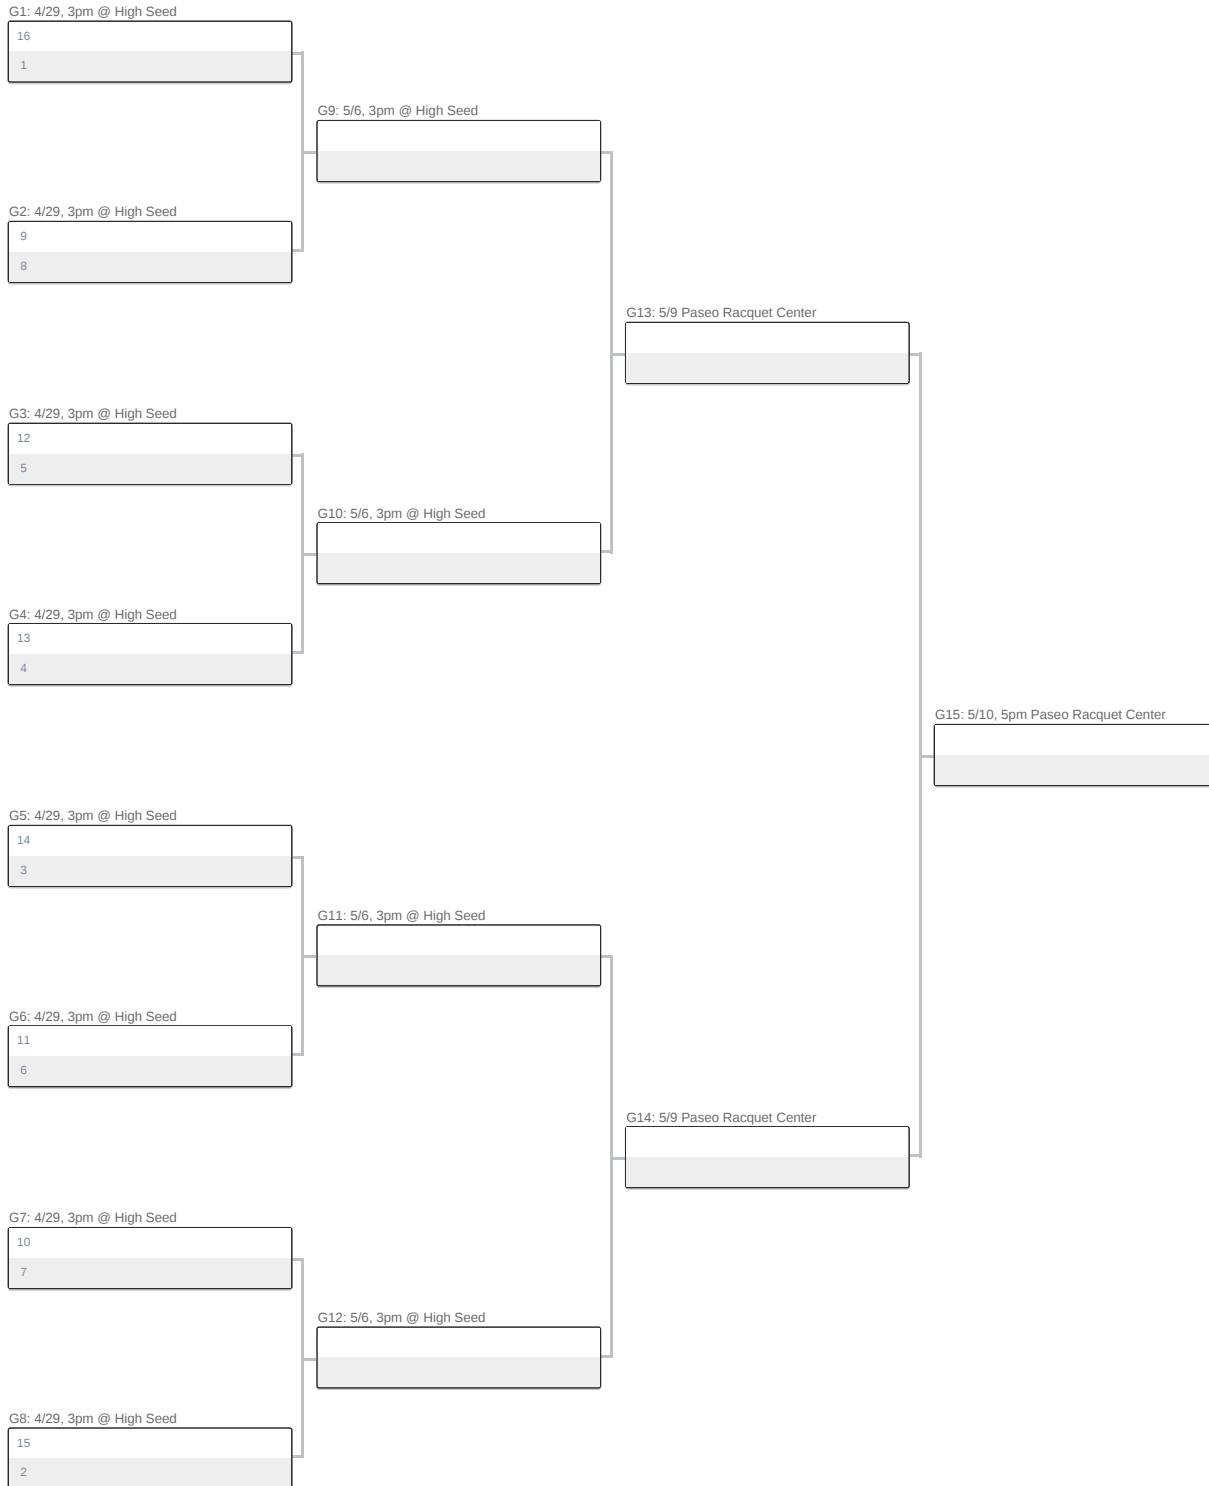 G1: 4/29, 3pm @ High Seed
16
1
G9: 5/6, 3pm @ High Seed
G2: 4/29, 3pm @ High Seed
9
8
G13: 5/9 Paseo Racquet Center
G3: 4/29, 3pm @ High Seed
12
5
G10: 5/6, 3pm @ High Seed
G4: 4/29, 3pm @ High Seed
13
4
G15: 5/10, 5pm Paseo Racquet Center
G5: 4/29, 3pm @ High Seed
14
3
G11: 5/6, 3pm @ High Seed
G6: 4/29, 3pm @ High Seed
11
6
G14: 5/9 Paseo Racquet Center
G7: 4/29, 3pm @ High Seed
10
7
G12: 5/6, 3pm @ High Seed
G8: 4/29, 3pm @ High Seed
15
2